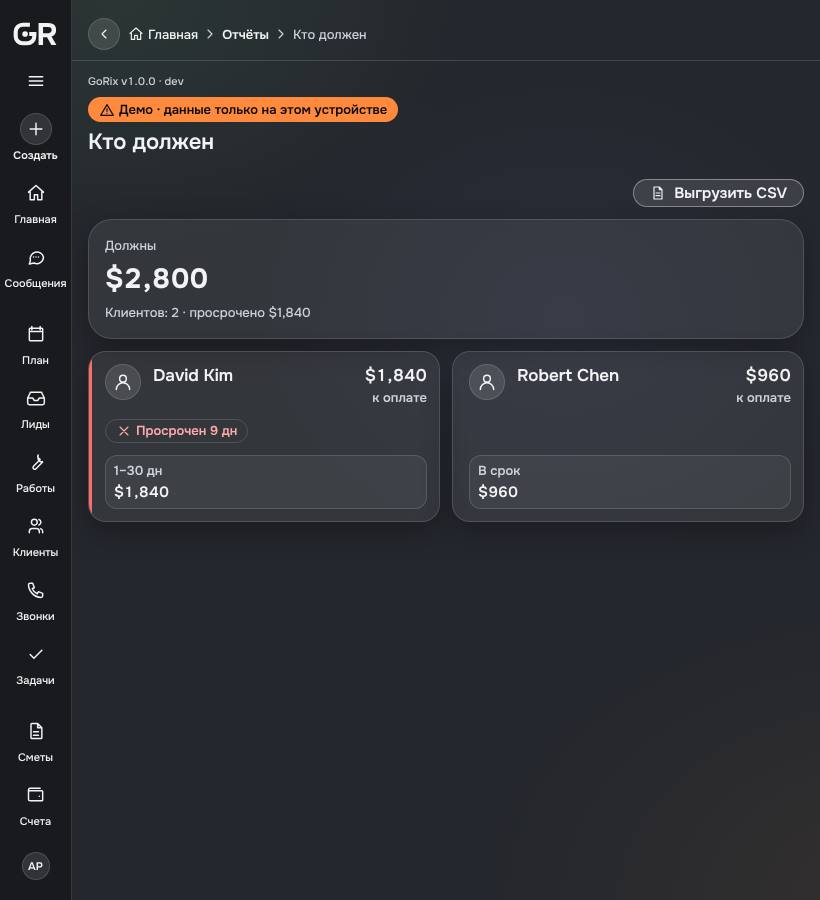 GR
Главная
Отчёты
Кто должен
GoRix v1.0.0 · dev
Демо · данные только на этом устройстве
Кто должен
Создать
Главная
Сообщения
План
Лиды
Работы
Клиенты
Звонки
Задачи
Сметы
Счета
AP
Выгрузить CSV
Должны
$2,800
Клиентов: 2 · просрочено $1,840
David Kim
$1,840
к оплате
Просрочен 9 дн
1–30 дн
$1,840
Robert Chen
$960
к оплате
В срок
$960